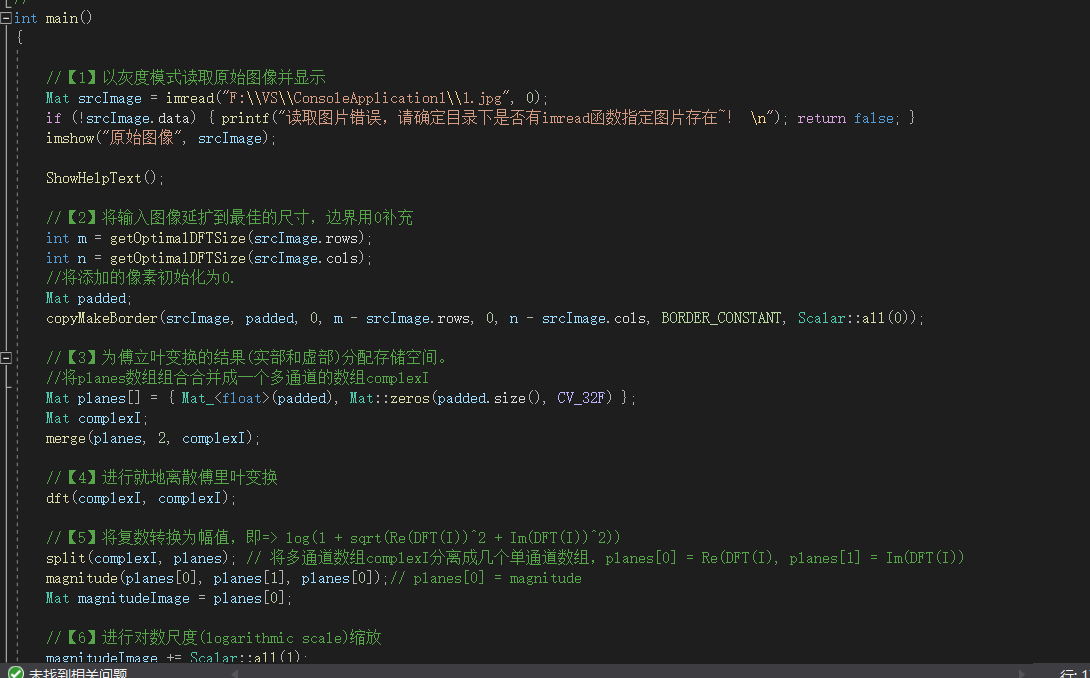 //
int main()
{
//【1】以灰度模式读取原始图像并显示
Mat srcImage = imread("F:\\VS\\ConsoleApplication1\\1.jpg", 0);
if (!srcImage.data) { printf("读取图片错误，请确定目录下是否有imread函数指定图片存在~! \n"); return false; }
imshow("原始图像", srcImage);
ShowHelpText();
//【2】将输入图像延扩到最佳的尺寸，边界用0补充
int m = getOptimalDFTSize(srcImage.rows);
int n = getOptimalDFTSize(srcImage.cols);
//将添加的像素初始化为0.
Mat padded;
copyMakeBorder(srcImage, padded, 0, m - srcImage.rows, 0, n - srcImage.cols, BORDER_CONSTANT, Scalar::all(0));
//【3】为傅立叶变换的结果(实部和虚部)分配存储空间。
//将planes数组组合合并成一个多通道的数组complexI
Mat planes[] = { Mat_<float>(padded), Mat::zeros(padded.size(), CV_32F) };
Mat complexI;
merge(planes, 2, complexI);
//【4】进行就地离散傅里叶变换
dft(complexI, complexI);
//【5】将复数转换为幅值，即=> log(1 + sqrt(Re(DFT(I))^2 + Im(DFT(I))^2))
split(complexI, planes); // 将多通道数组complexI分离成几个单通道数组，planes[0] = Re(DFT(I), planes[1] = Im(DFT(I))
magnitude(planes[0], planes[1], planes[0]);// planes[0] = magnitude
Mat magnitudeImage = planes[0];
//【6】进行对数尺度(logarithmic scale)缩放
magnitudeImage += Scalar::all(1);
未找到相关问题
行: 1